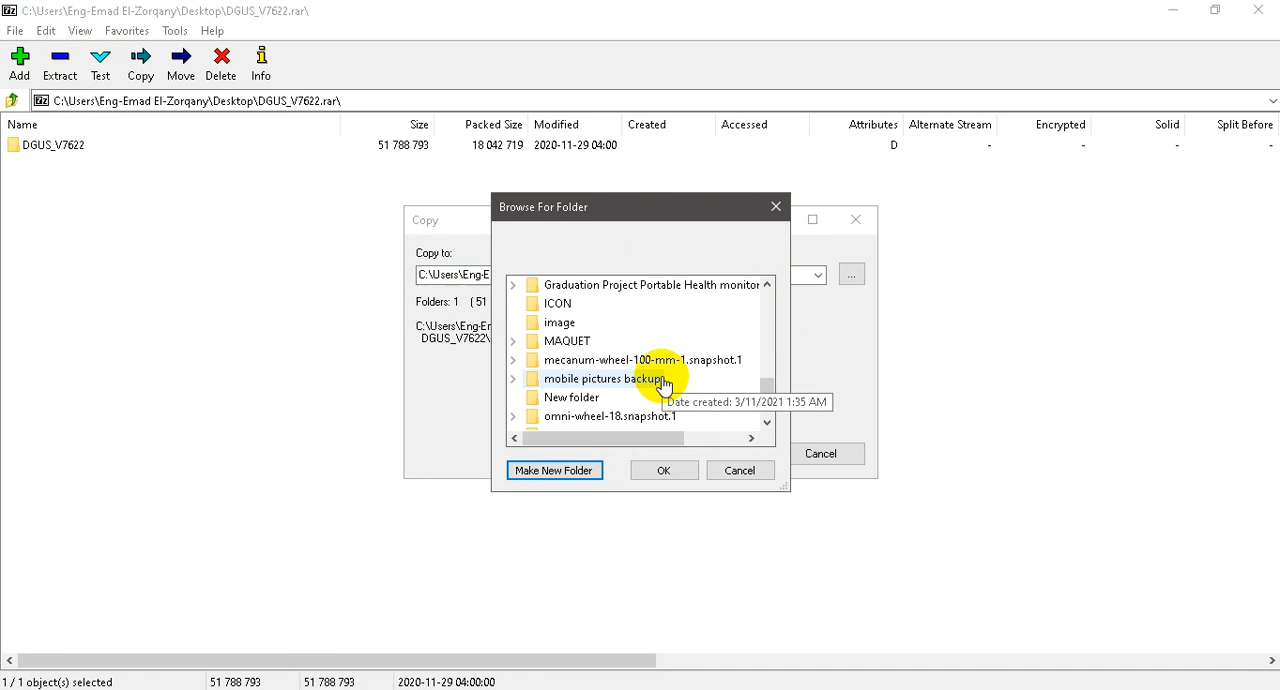 C:\Users\Eng-Emad El-Zorqany\Desktop\DGUS_V7622.rar\
File Edit View Favorites Tools Help
Add Extract Test Copy Move Delete Info
C:\Users\Eng-Emad El-Zorqany\Desktop\DGUS_V7622.rar\
Name Size Packed Size Modified Created Accessed Attributes Alternate Stream Encrypted Solid Split Before
DGUS_V7622 51 788 793 18 042 719 2020-11-29 04:00 D - - - -
Copy
Copy to:
C:\Users\Eng-E
...
Folders: 1 ( 51
C:\Users\Eng-Er
DGUS_V7622\
Cancel
Browse For Folder
Graduation Project Portable Health monitor
ICON
image
MAQUET
mecanum-wheel-100-mm-1.snapshot.1
mobile pictures backup
Date created: 3/11/2021 1:35 AM
New folder
omni-wheel-18.snapshot.1
Make New Folder OK Cancel
1 / 1 object(s) selected 51 788 793 51 788 793 2020-11-29 04:00:00